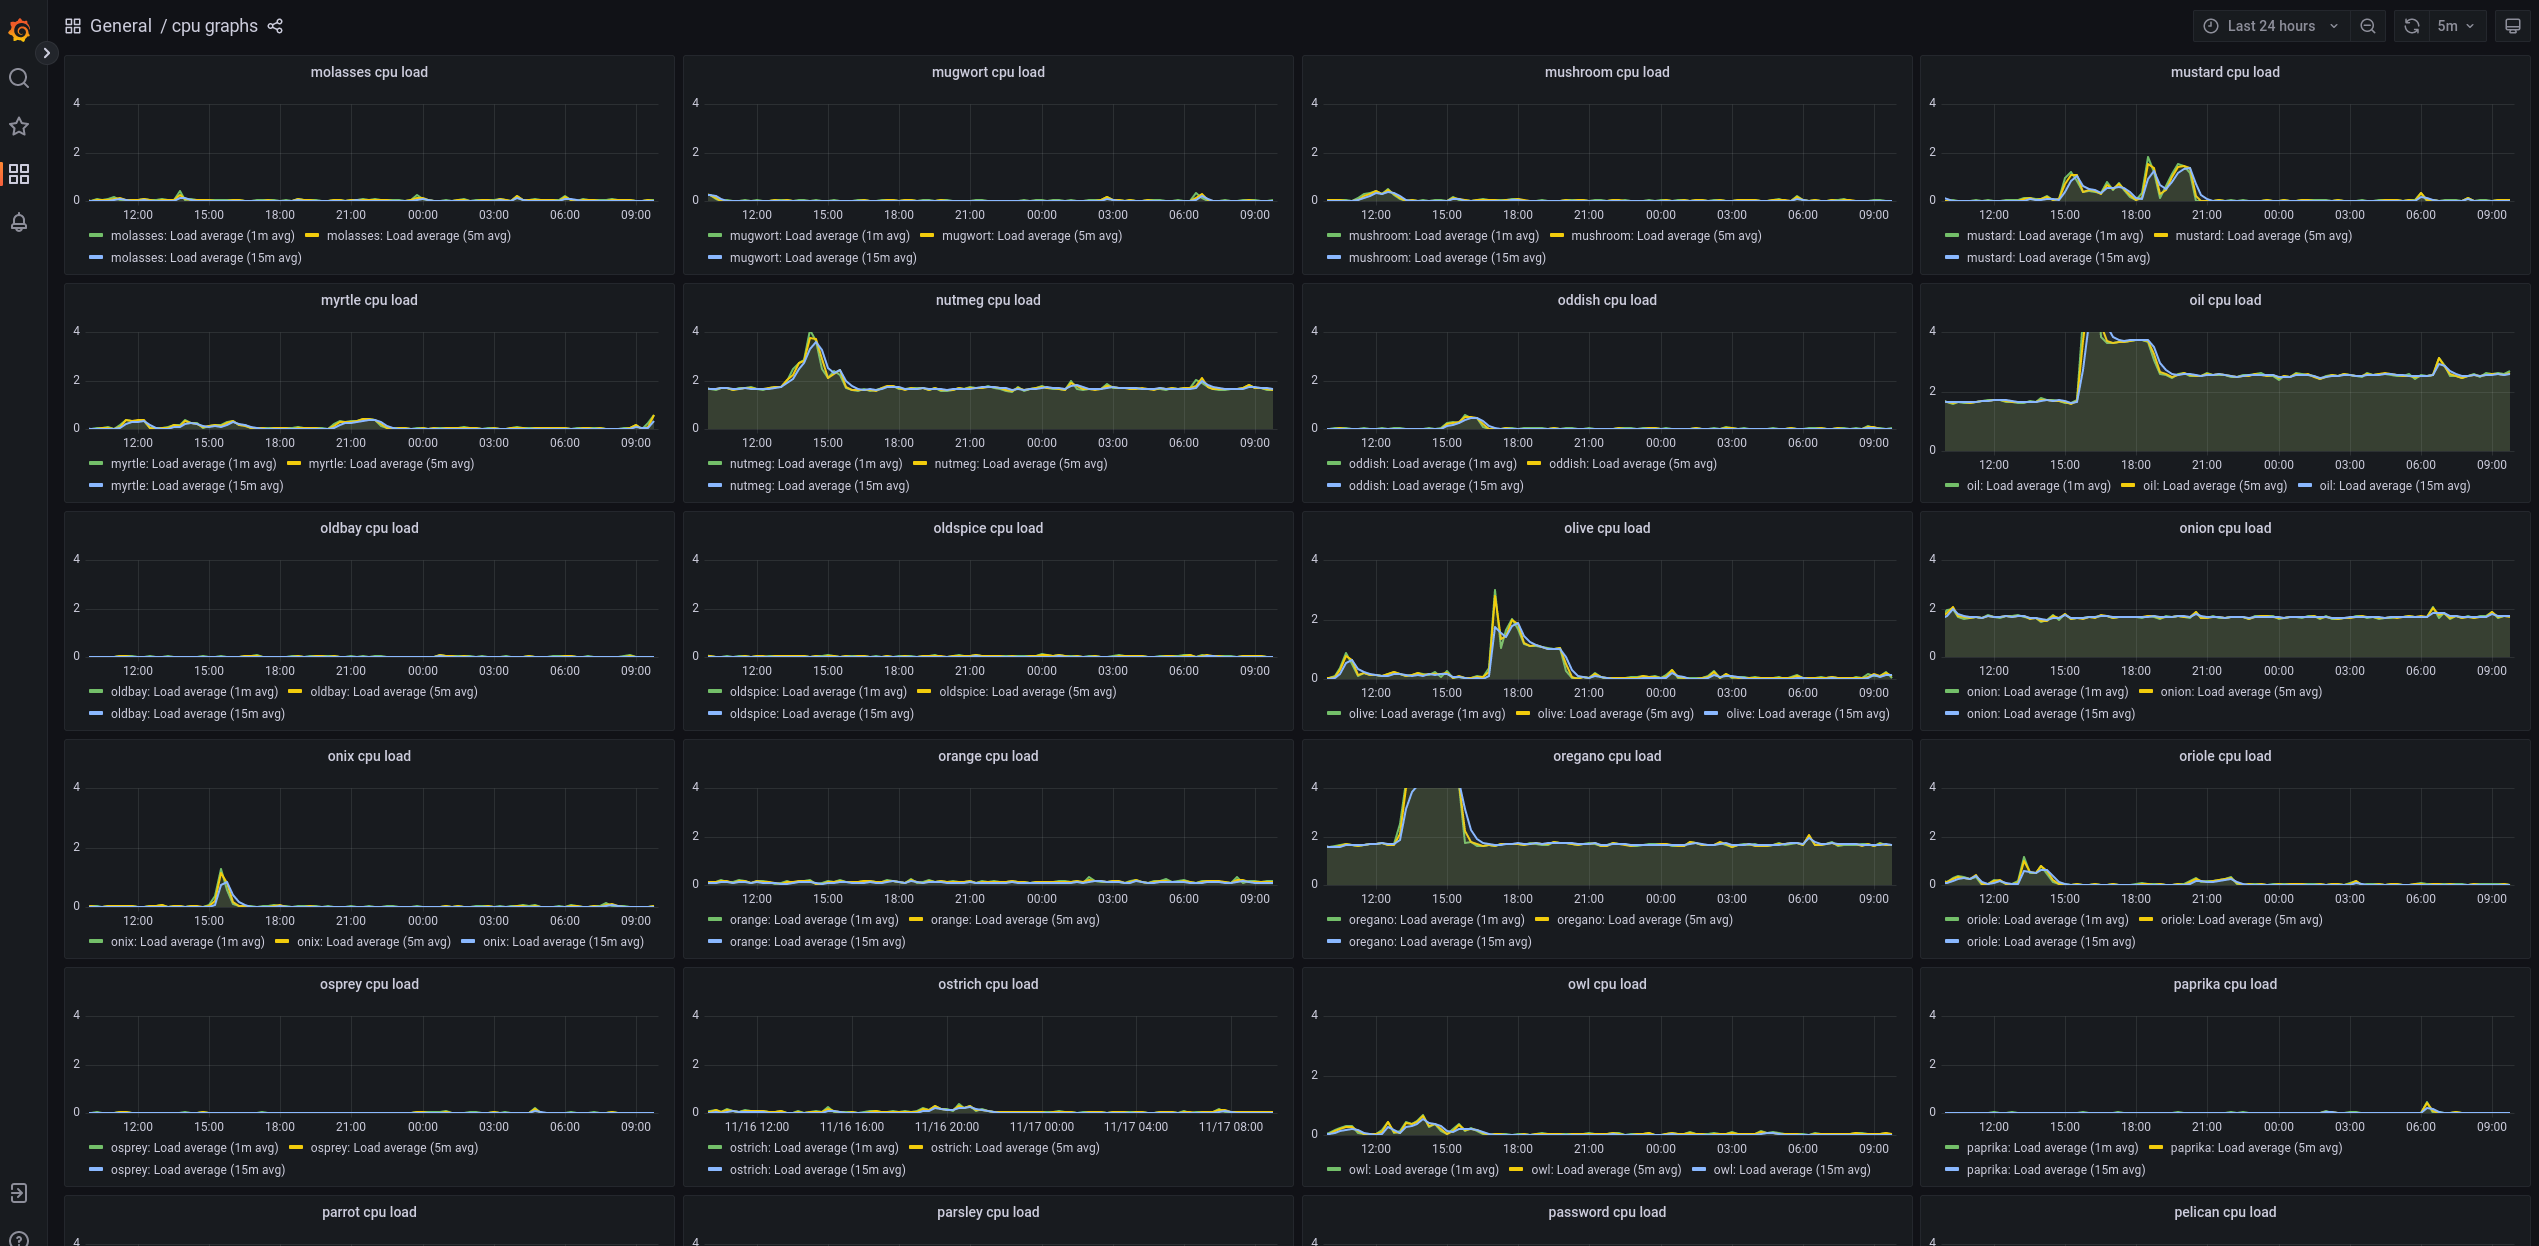 General / cpu graphs
Last 24 hours
5m
molasses cpu load
4
2
0
12:00 15:00 18:00 21:00 00:00 03:00 06:00 09:00
molasses: Load average (1m avg) molasses: Load average (5m avg)
molasses: Load average (15m avg)
mugwort cpu load
4
2
0
12:00 15:00 18:00 21:00 00:00 03:00 06:00 09:00
mugwort: Load average (1m avg) mugwort: Load average (5m avg)
mugwort: Load average (15m avg)
mushroom cpu load
4
2
0
12:00 15:00 18:00 21:00 00:00 03:00 06:00 09:00
mushroom: Load average (1m avg) mushroom: Load average (5m avg)
mushroom: Load average (15m avg)
mustard cpu load
4
2
0
12:00 15:00 18:00 21:00 00:00 03:00 06:00 09:00
mustard: Load average (1m avg) mustard: Load average (5m avg)
mustard: Load average (15m avg)
myrtle cpu load
4
2
0
12:00 15:00 18:00 21:00 00:00 03:00 06:00 09:00
myrtle: Load average (1m avg) myrtle: Load average (5m avg)
myrtle: Load average (15m avg)
nutmeg cpu load
4
2
0
12:00 15:00 18:00 21:00 00:00 03:00 06:00 09:00
nutmeg: Load average (1m avg) nutmeg: Load average (5m avg)
nutmeg: Load average (15m avg)
oddish cpu load
4
2
0
12:00 15:00 18:00 21:00 00:00 03:00 06:00 09:00
oddish: Load average (1m avg) oddish: Load average (5m avg)
oddish: Load average (15m avg)
oil cpu load
4
2
0
12:00 15:00 18:00 21:00 00:00 03:00 06:00 09:00
oil: Load average (1m avg) oil: Load average (5m avg) oil: Load average (15m avg)
oldbay cpu load
4
2
0
12:00 15:00 18:00 21:00 00:00 03:00 06:00 09:00
oldbay: Load average (1m avg) oldbay: Load average (5m avg)
oldbay: Load average (15m avg)
oldspice cpu load
4
2
0
12:00 15:00 18:00 21:00 00:00 03:00 06:00 09:00
oldspice: Load average (1m avg) oldspice: Load average (5m avg)
oldspice: Load average (15m avg)
olive cpu load
4
2
0
12:00 15:00 18:00 21:00 00:00 03:00 06:00 09:00
olive: Load average (1m avg) olive: Load average (5m avg) olive: Load average (15m avg)
onion cpu load
4
2
0
12:00 15:00 18:00 21:00 00:00 03:00 06:00 09:00
onion: Load average (1m avg) onion: Load average (5m avg)
onion: Load average (15m avg)
onix cpu load
4
2
0
12:00 15:00 18:00 21:00 00:00 03:00 06:00 09:00
onix: Load average (1m avg) onix: Load average (5m avg) onix: Load average (15m avg)
orange cpu load
4
2
0
12:00 15:00 18:00 21:00 00:00 03:00 06:00 09:00
orange: Load average (1m avg) orange: Load average (5m avg)
orange: Load average (15m avg)
oregano cpu load
4
2
0
12:00 15:00 18:00 21:00 00:00 03:00 06:00 09:00
oregano: Load average (1m avg) oregano: Load average (5m avg)
oregano: Load average (15m avg)
oriole cpu load
4
2
0
12:00 15:00 18:00 21:00 00:00 03:00 06:00 09:00
oriole: Load average (1m avg) oriole: Load average (5m avg)
oriole: Load average (15m avg)
osprey cpu load
4
2
0
12:00 15:00 18:00 21:00 00:00 03:00 06:00 09:00
osprey: Load average (1m avg) osprey: Load average (5m avg)
osprey: Load average (15m avg)
ostrich cpu load
4
2
0
11/16 12:00 11/16 16:00 11/16 20:00 11/17 00:00 11/17 04:00 11/17 08:00
ostrich: Load average (1m avg) ostrich: Load average (5m avg)
ostrich: Load average (15m avg)
owl cpu load
4
2
0
12:00 15:00 18:00 21:00 00:00 03:00 06:00 09:00
owl: Load average (1m avg) owl: Load average (5m avg) owl: Load average (15m avg)
paprika cpu load
4
2
0
12:00 15:00 18:00 21:00 00:00 03:00 06:00 09:00
paprika: Load average (1m avg) paprika: Load average (5m avg)
paprika: Load average (15m avg)
parrot cpu load
4
parsley cpu load
4
password cpu load
4
pelican cpu load
4